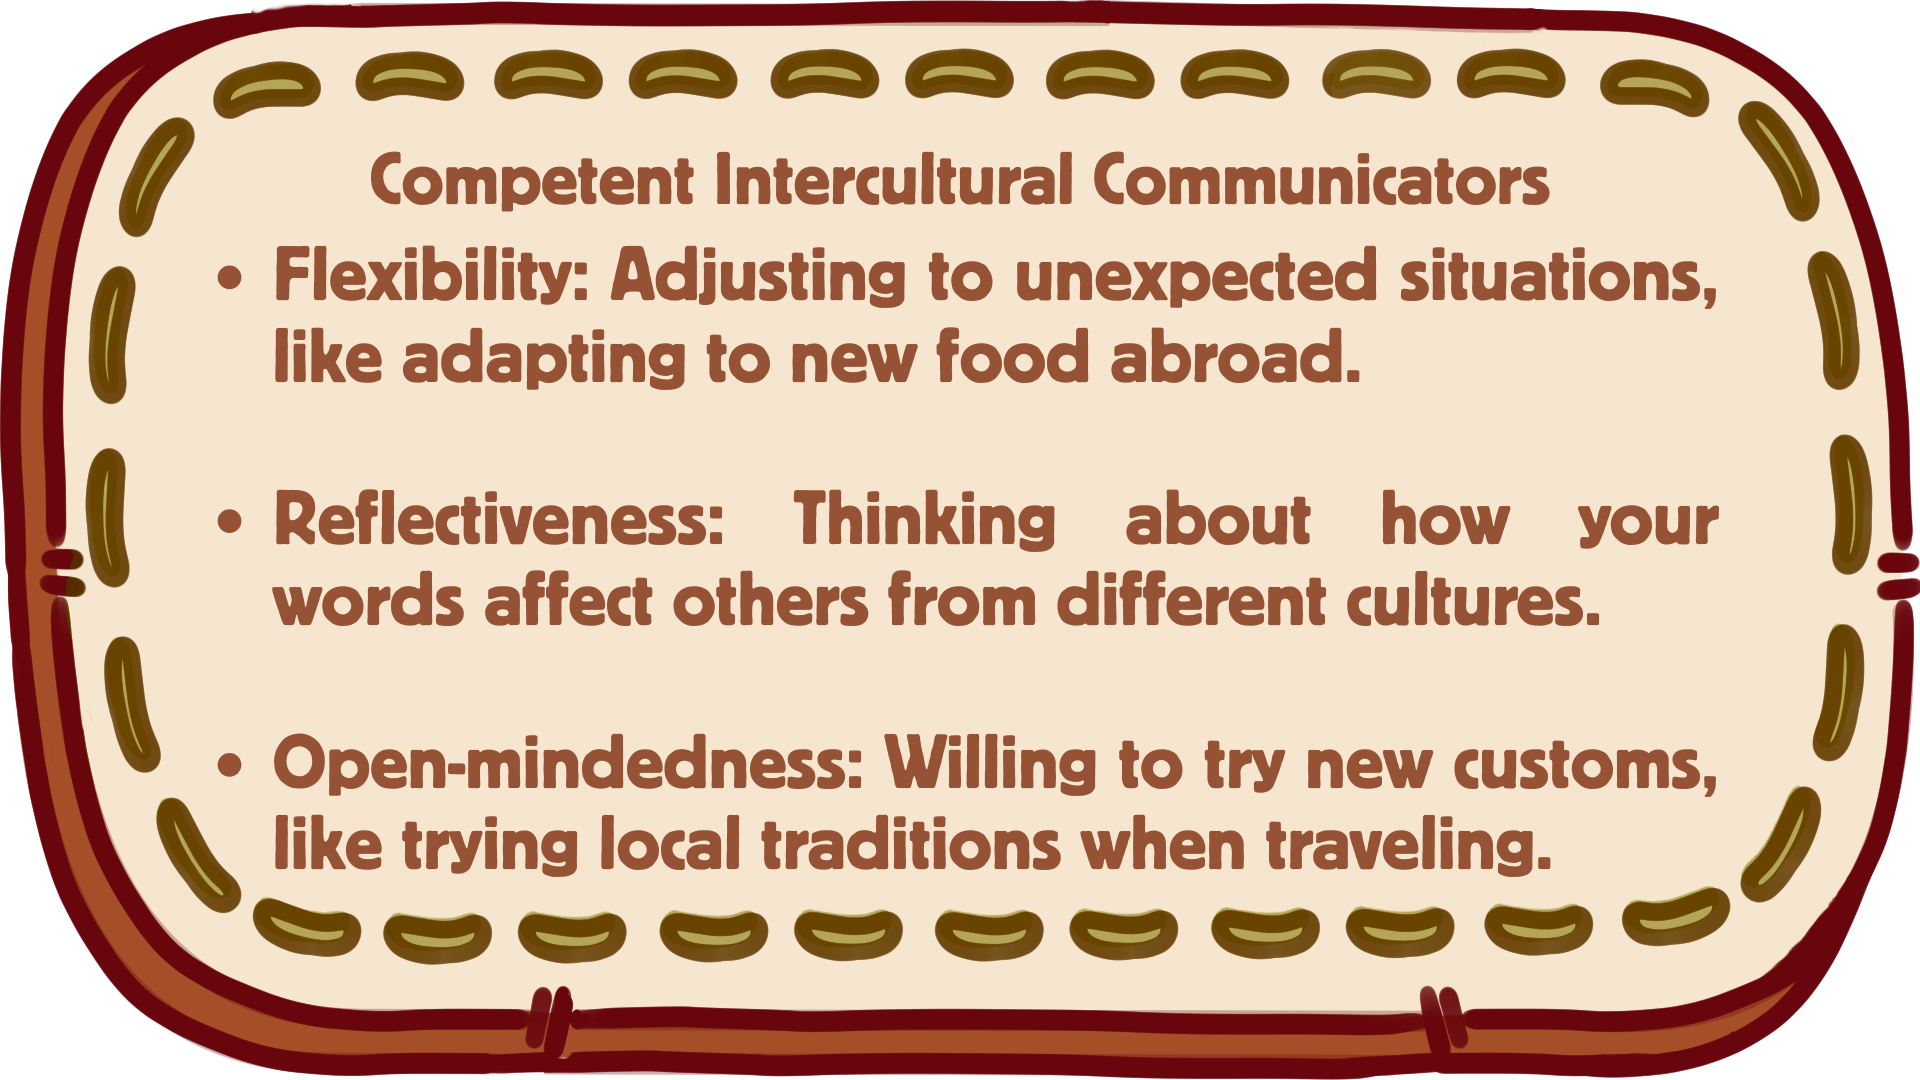 Competent Intercultural Communicators
• Flexibility: Adjusting to unexpected situations,
like adapting to new food abroad.
• Reflectiveness: Thinking about how your
words affect others from different cultures.
• Open-mindedness: Willing to try new customs,
like trying local traditions when traveling.